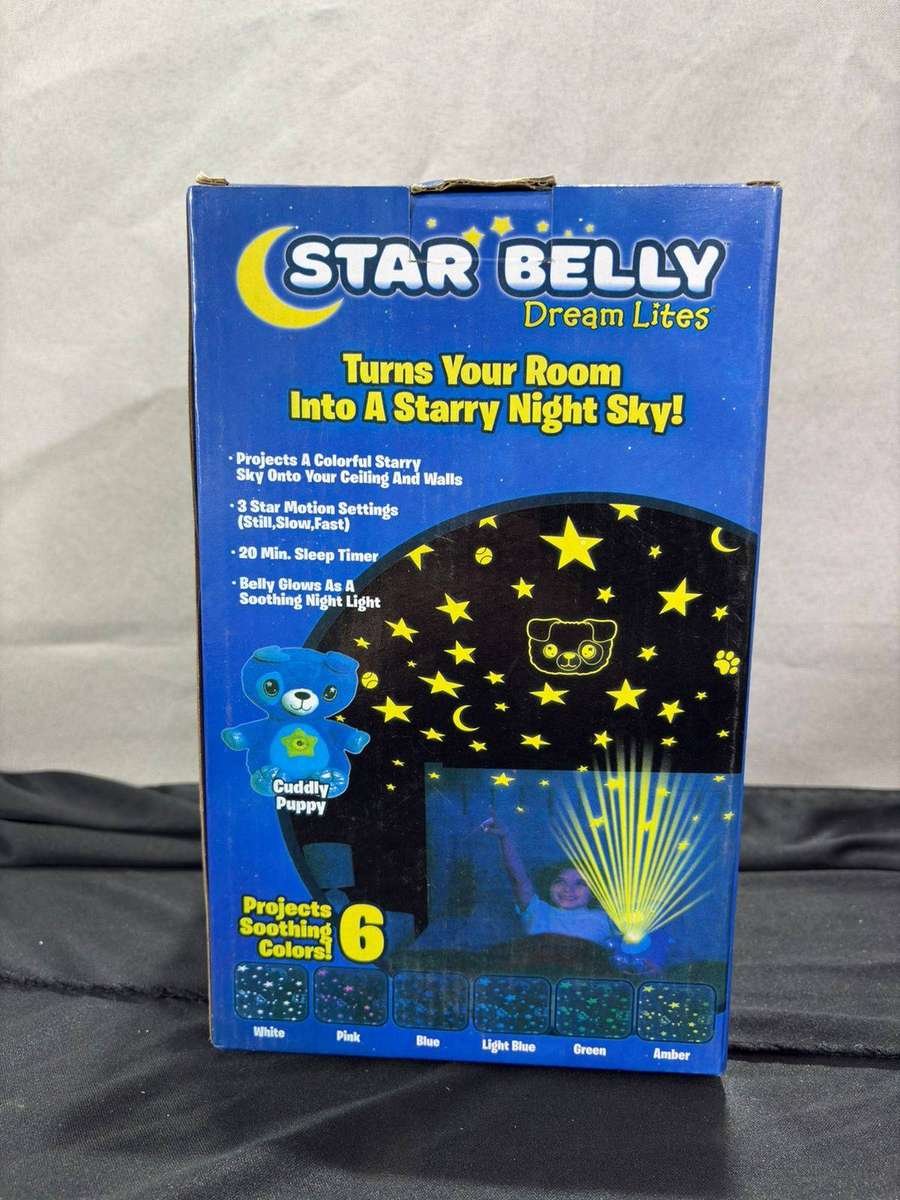 STAR BELLY
Dream Lites
Turns Your Room
Into A Starry Night Sky!
· Projects A Colorful Starry
Sky Onto Your Ceiling And Walls
· 3 Star Motion Settings
(Still,Slow,Fast)
· 20 Min. Sleep Timer
· Belly Glows As A
Soothing Night Light
Cuddly
Puppy
Projects
Soothing
Colors!
6
White
Pink
Blue
Light Blue
Green
Amber